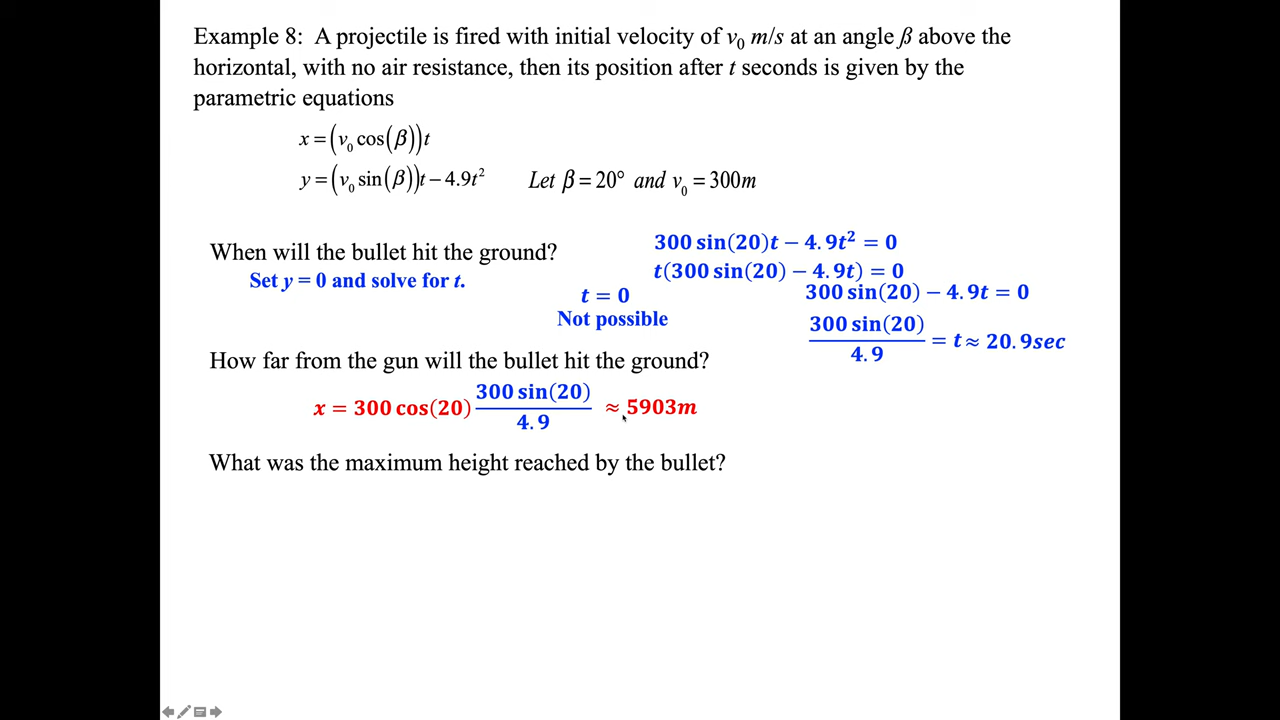 Example 8: A projectile is fired with initial velocity of v₀ m/s at an angle β above the
horizontal, with no air resistance, then its position after t seconds is given by the
parametric equations
x = (v₀ cos(β))t
y = (v₀ sin(β))t − 4.9t² Let β = 20° and v₀ = 300m
When will the bullet hit the ground?
Set y = 0 and solve for t.
300 sin(20)t − 4.9t² = 0
t(300 sin(20) − 4.9t) = 0
t = 0
Not possible
300 sin(20) − 4.9t = 0
300 sin(20)/4.9 = t ≈ 20.9sec
How far from the gun will the bullet hit the ground?
x = 300 cos(20) 300 sin(20)/4.9 ≈ 5903m
What was the maximum height reached by the bullet?